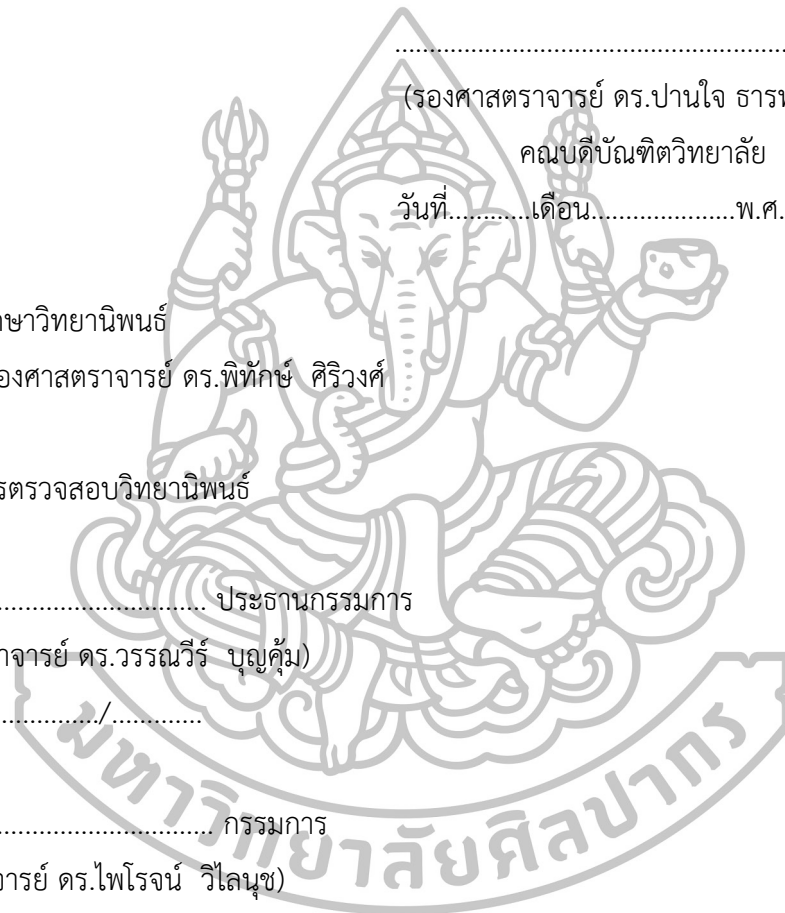 ................................................................
(รองศาสตราจารย์ ดร.ปานใจ
คณบดีบัณฑิตวิทยาลัย
วันที่............เดือน.....................พ.ศ.
ษาวิทยานิพนธ์
องศาสตราจารย์ ดร.พิทักษ์ ศิริวงศ์
รตรวจสอบวิทยานิพนธ์
................................ ประธานกรรมการ
าจารย์ ดร.วรรณวีร์ บุญคุ้ม)
................/.............
................................. กรรมการ
จารย์ ดร.ไพโรจน์ วิไลนุช)
มหาวิทยาลัยศิลปากร